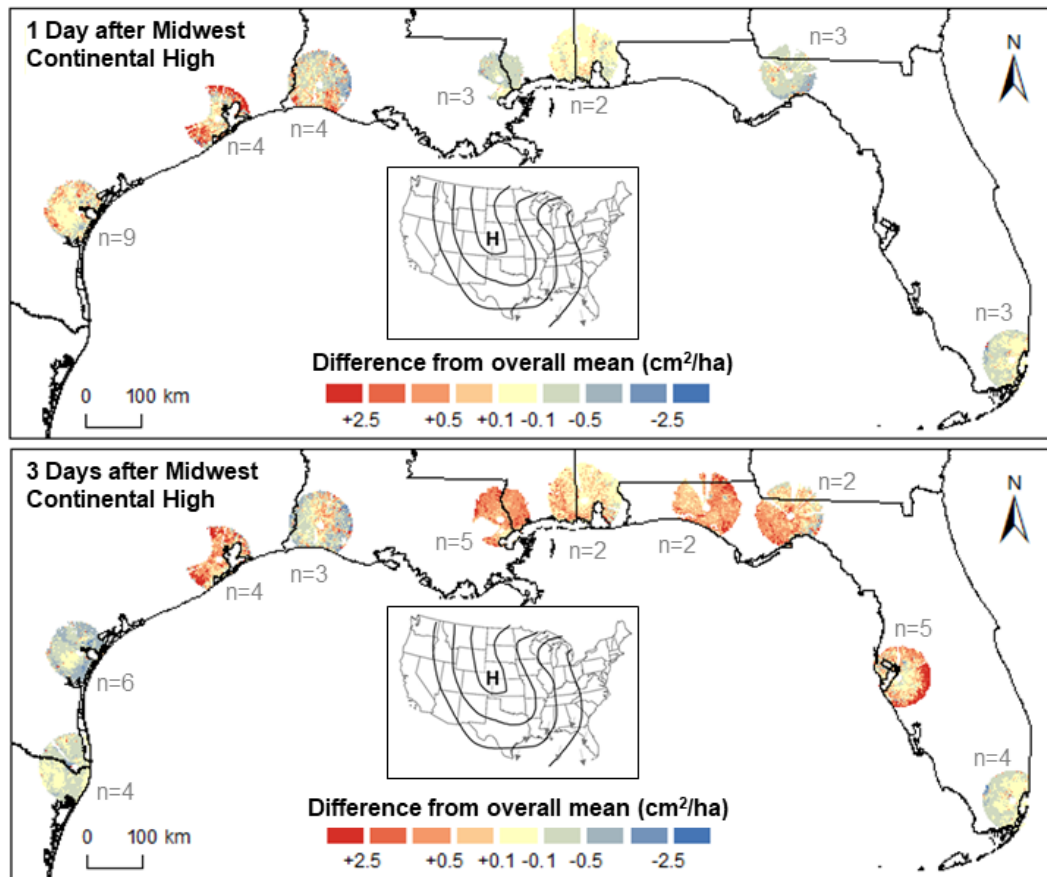 1 Day after Midwest
Continental High
n=3
N
n=3
n=2
n=4
n=4
n=9
H
n=3
Difference from overall mean (cm²/ha)
0 100 km
+2.5 +0.5 +0.1 -0.1 -0.5 -2.5
3 Days after Midwest
Continental High
n=2
N
n=5
n=2
n=2
n=3
n=4
H
n=5
n=6
n=4
n=4
Difference from overall mean (cm²/ha)
0 100 km
+2.5 +0.5 +0.1 -0.1 -0.5 -2.5